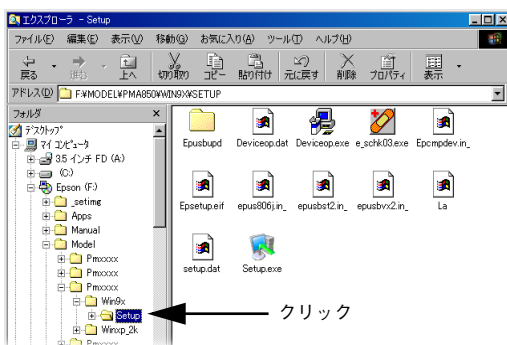 エクスプローラ - Setup
ファイル(F) 編集(E) 表示(V) 移動(G) お気に入り(A) ツール(T) ヘルプ(H)
戻る 進む 上へ 切り取り コピー 貼り付け 元に戻す 削除 プロパティ 表示
アドレス(D) F:¥MODEL¥PMA850¥WIN9X¥SETUP
フォルダ ×
デスクトップ
マイ コンピュータ
3.5 インチ FD (A:)
(C:)
Epson (F:)
_setimg
Apps
Manual
Model
Pmxxxx
Pmxxxx
Pmxxxx
Win9x
Setup
Winxp_2k
Pmxxxx
Epusbupd Deviceop.dat Deviceop.exe e_schk03.exe Epcmpdev.in_
Epsetup.eif epus806j.in_ epusbst2.in_ epusbvx2.in_ La
setup.dat Setup.exe
クリック